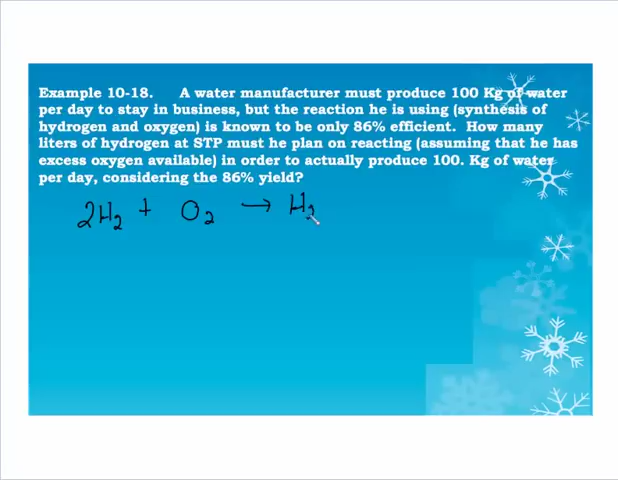 Example 10-18. A water manufacturer must produce 100 Kg of water
per day to stay in business, but the reaction he is using (synthesis of
hydrogen and oxygen) is known to be only 86% efficient. How many
liters of hydrogen at STP must he plan on reacting (assuming that he has
excess oxygen available) in order to actually produce 100. Kg of water
per day, considering the 86% yield?
2H₂ + O₂ → H₂